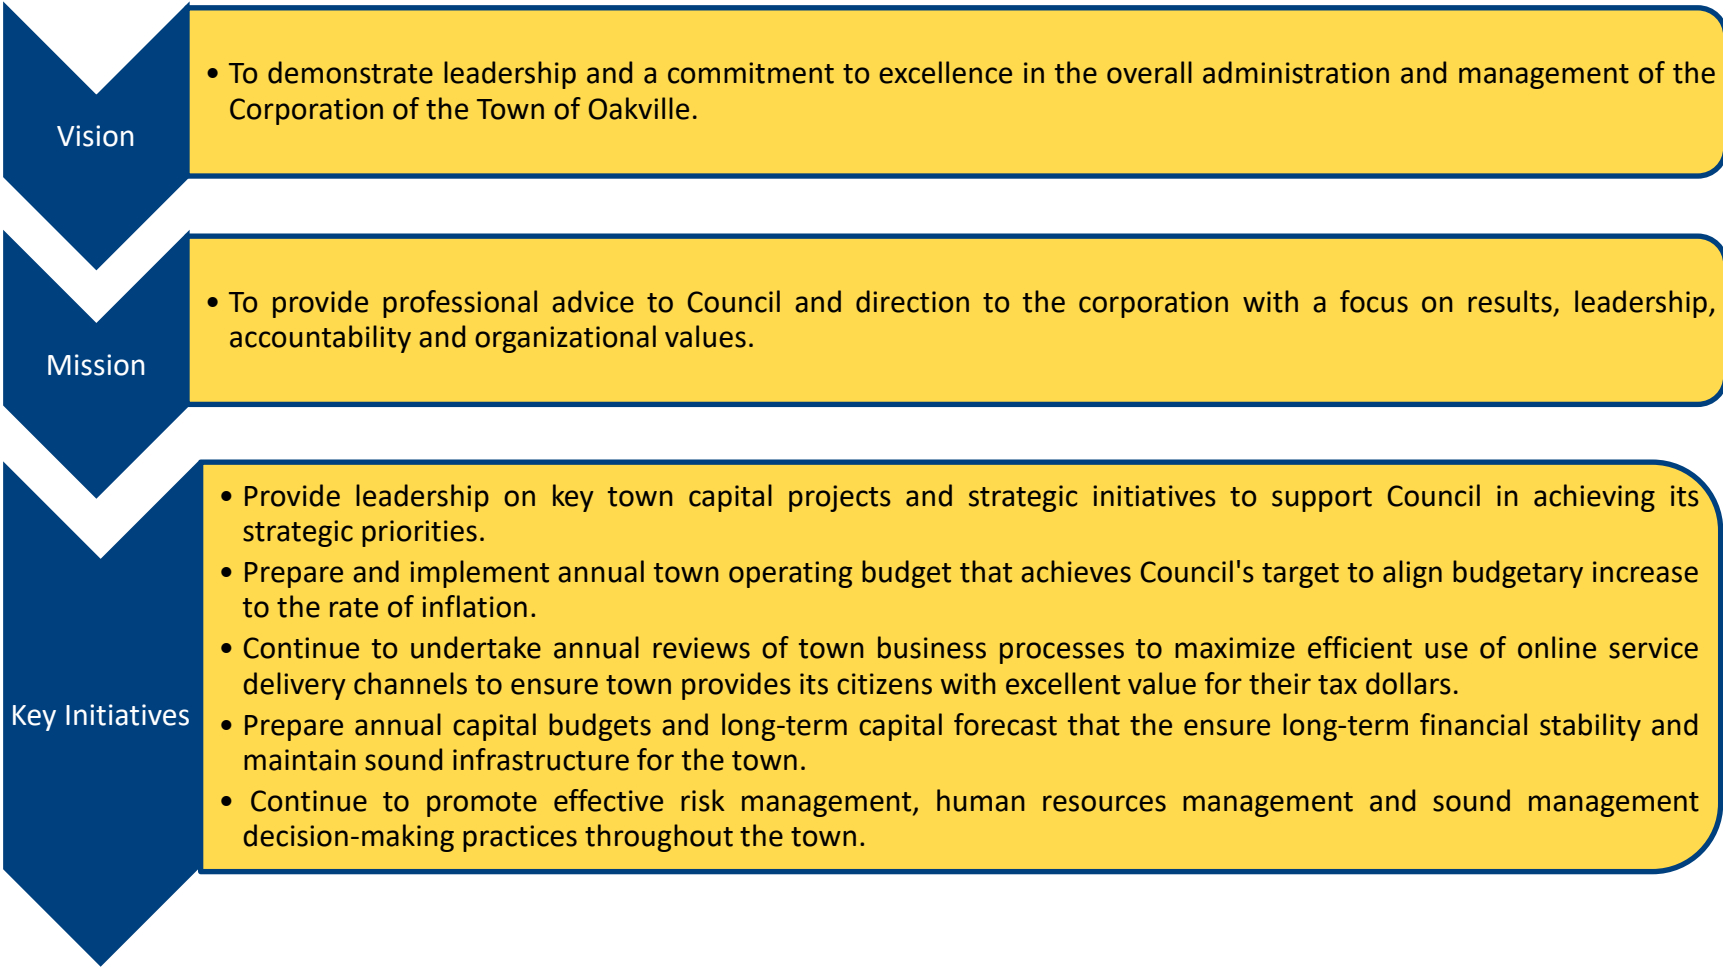 Vision
• To demonstrate leadership and a commitment to excellence in the overall administration and management of the
Corporation of the Town of Oakville.
Mission
• To provide professional advice to Council and direction to the corporation with a focus on results, leadership,
accountability and organizational values.
Key Initiatives
• Provide leadership on key town capital projects and strategic initiatives to support Council in achieving its
strategic priorities.
• Prepare and implement annual town operating budget that achieves Council's target to align budgetary increase
to the rate of inflation.
• Continue to undertake annual reviews of town business processes to maximize efficient use of online service
delivery channels to ensure town provides its citizens with excellent value for their tax dollars.
• Prepare annual capital budgets and long-term capital forecast that the ensure long-term financial stability and
maintain sound infrastructure for the town.
• Continue to promote effective risk management, human resources management and sound management
decision-making practices throughout the town.